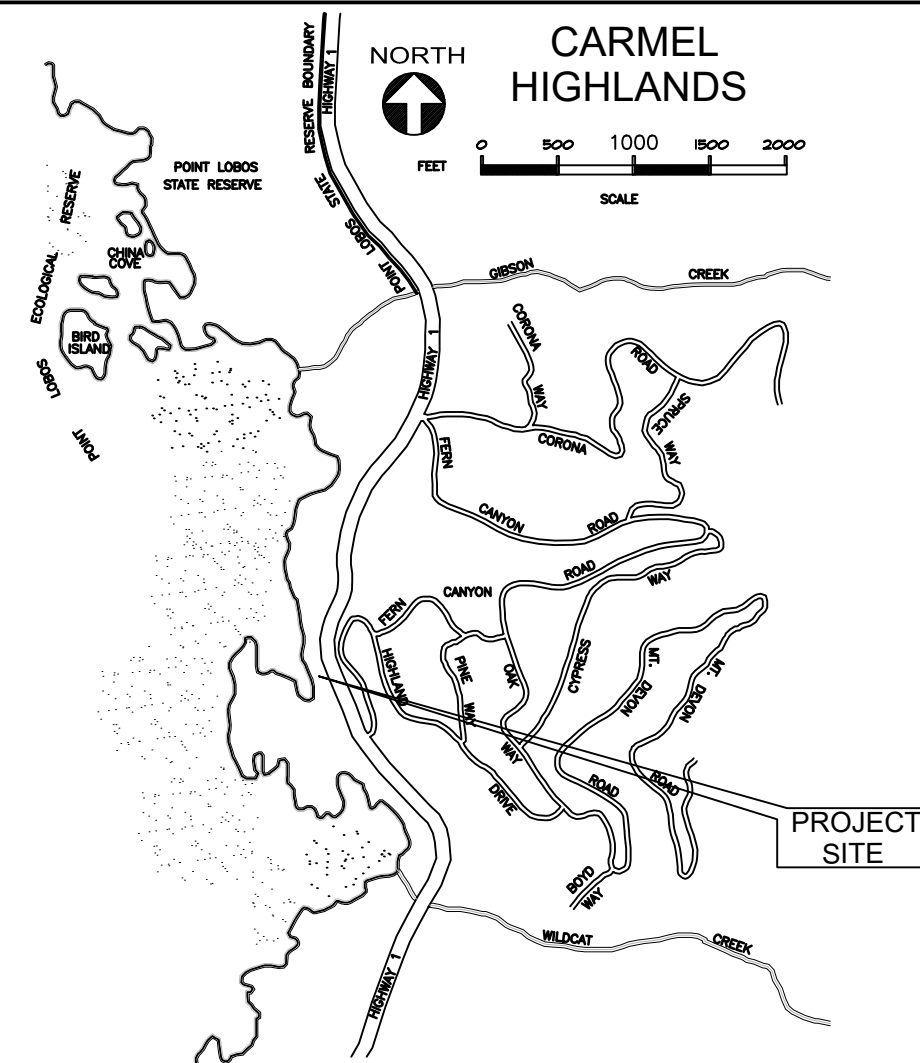 CARMEL
HIGHLANDS
NORTH
0 500 1000 1500 2000
FEET
SCALE
RESERVE BOUNDARY
HIGHWAY 1
POINT LOBOS STATE
POINT LOBOS
STATE RESERVE
POINT LOBOS ECOLOGICAL RESERVE
CHINA
COVE
BIRD
ISLAND
GIBSON CREEK
HIGHWAY 1
CORONA WAY
CORONA ROAD
SPRUCE WAY
FERN CANYON ROAD
FERN CANYON ROAD
HIGHLAND DRIVE
PINE WAY
OAK WAY
CYPRESS WAY
MT. DEVON ROAD
MT. DEVON ROAD
BOYD WAY
PROJECT
SITE
WILDCAT CREEK
HIGHWAY 1